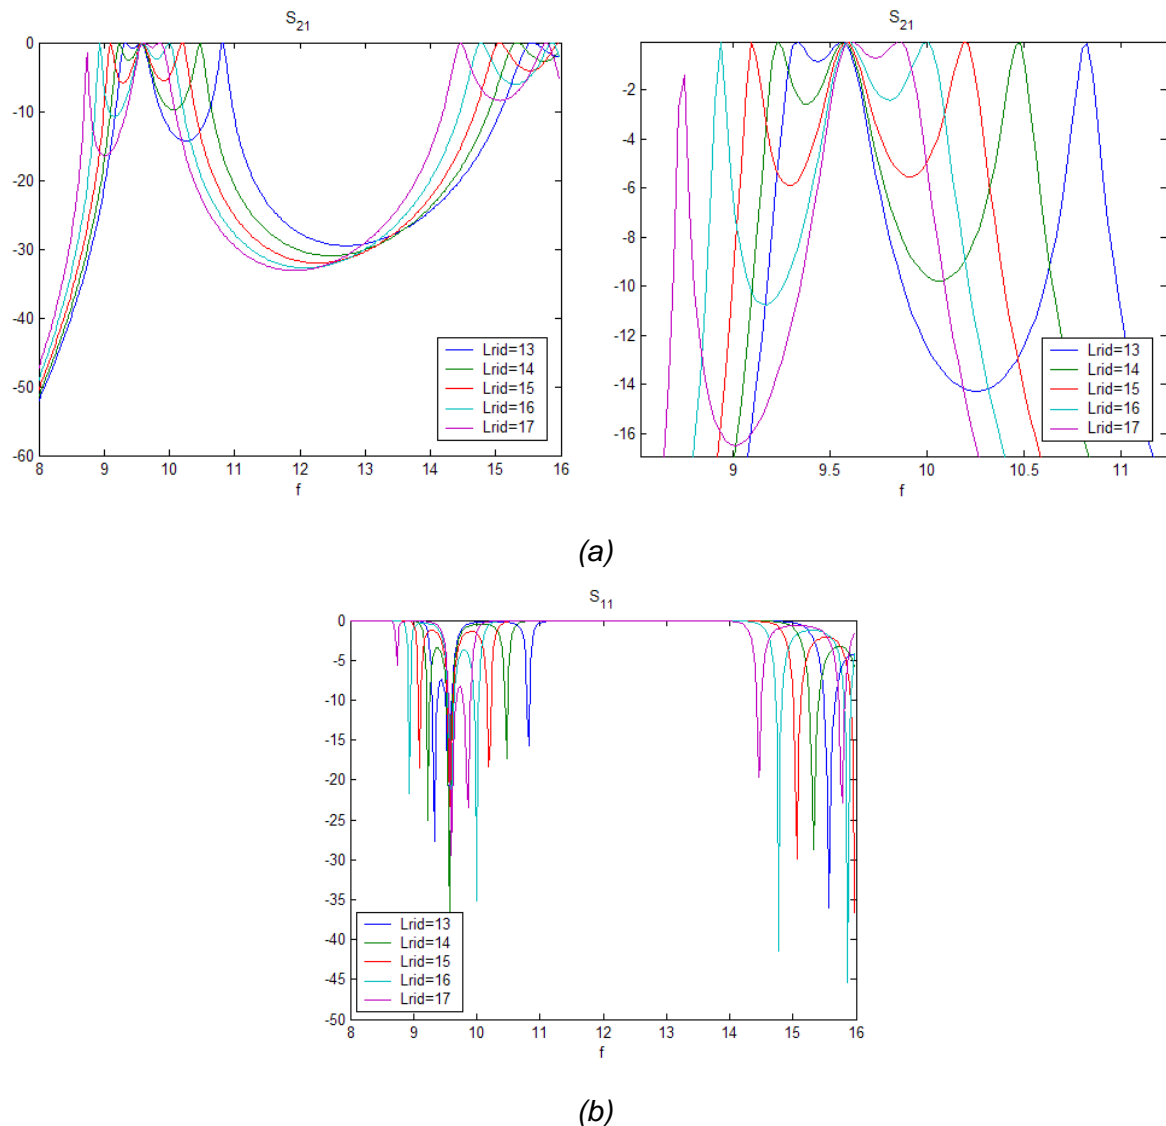 S21
0
-10
-20
-30
-40
-50
-60
8 9 10 11 12 13 14 15 16
f
Lrid=13
Lrid=14
Lrid=15
Lrid=16
Lrid=17
S21
-2
-4
-6
-8
-10
-12
-14
-16
9 9.5 10 10.5 11
f
Lrid=13
Lrid=14
Lrid=15
Lrid=16
Lrid=17
(a)
S11
0
-5
-10
-15
-20
-25
-30
-35
-40
-45
-50
8 9 10 11 12 13 14 15 16
f
Lrid=13
Lrid=14
Lrid=15
Lrid=16
Lrid=17
(b)